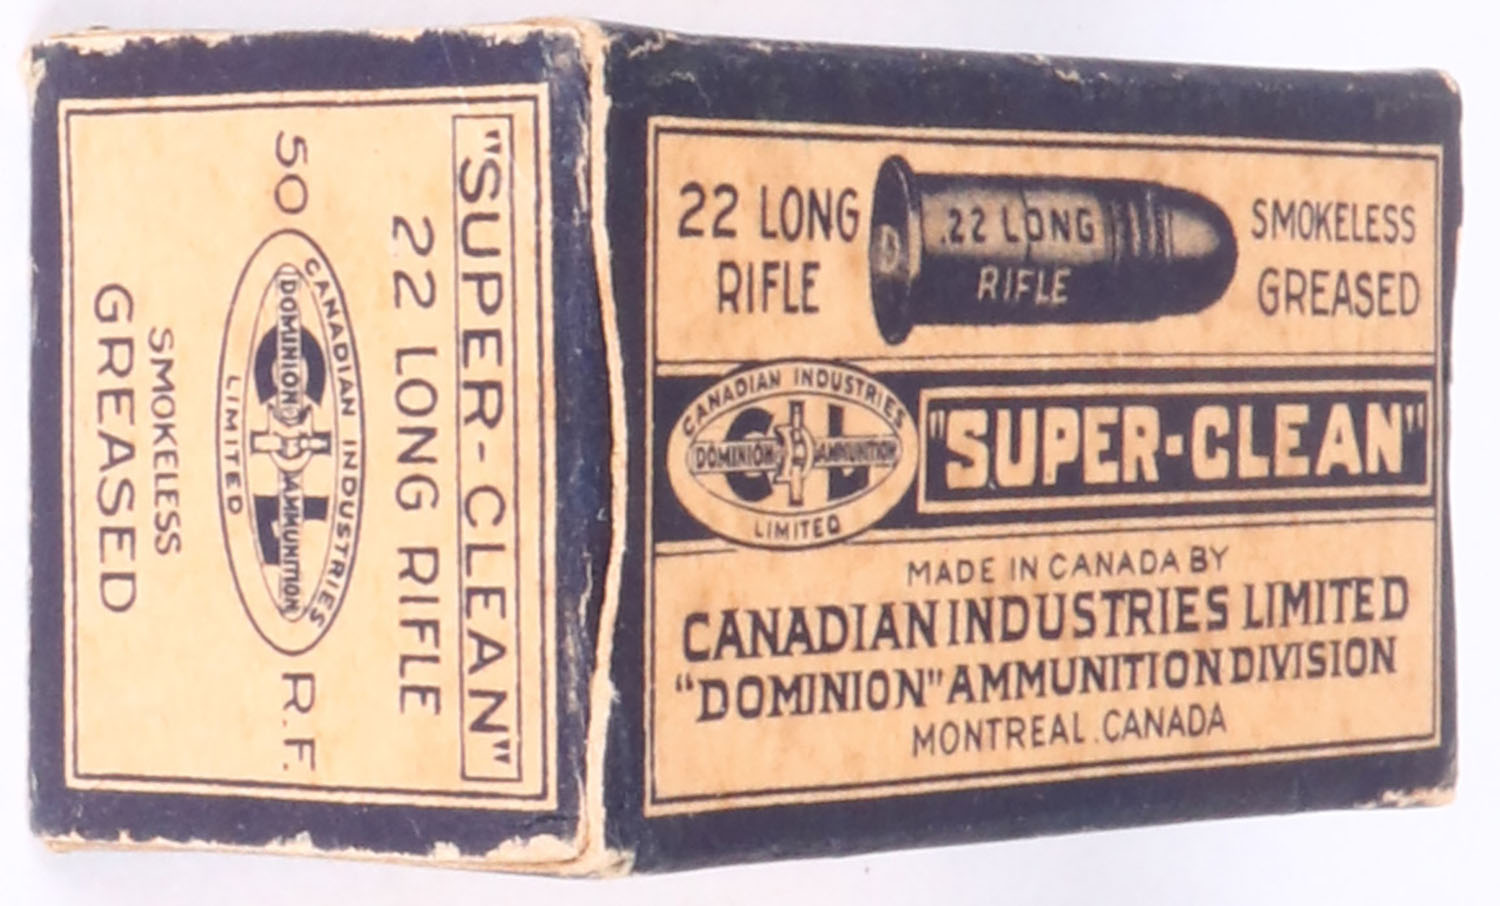 "SUPER-CLEAN"
22 LONG RIFLE
50
CANADIAN INDUSTRIES
DOMINION AMMUNITION
CIL
LIMITED
R.F.
SMOKELESS
GREASED
22 LONG
RIFLE
.22 LONG
RIFLE
SMOKELESS
GREASED
CANADIAN INDUSTRIES
DOMINION AMMUNITION
CIL
LIMITED
"SUPER-CLEAN"
MADE IN CANADA BY
CANADIAN INDUSTRIES LIMITED
"DOMINION" AMMUNITION DIVISION
MONTREAL . CANADA